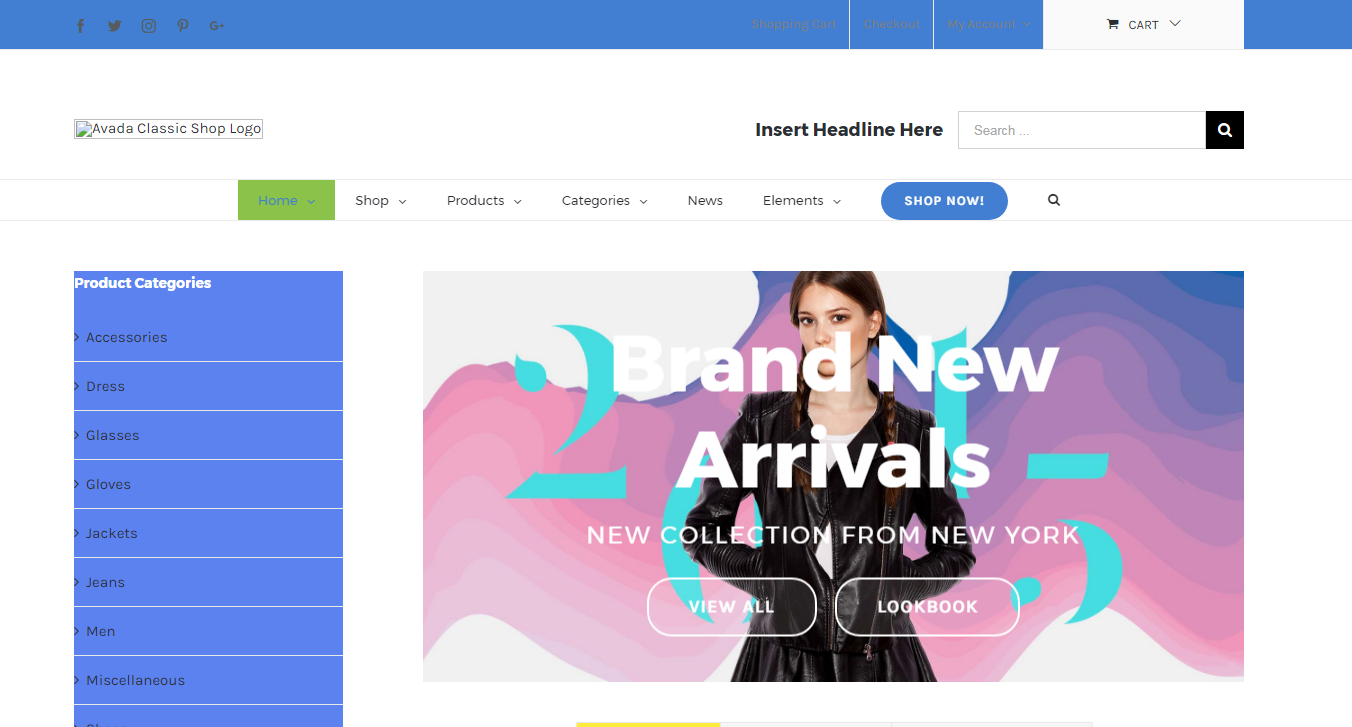 Shopping Cart
Checkout
My Account
CART
Avada Classic Shop Logo
Insert Headline Here
Search ...
Home
Shop
Products
Categories
News
Elements
SHOP NOW!
Product Categories
Accessories
Dress
Glasses
Gloves
Jackets
Jeans
Men
Miscellaneous
2015
Brand New
Arrivals
NEW COLLECTION FROM NEW YORK
VIEW ALL
LOOKBOOK